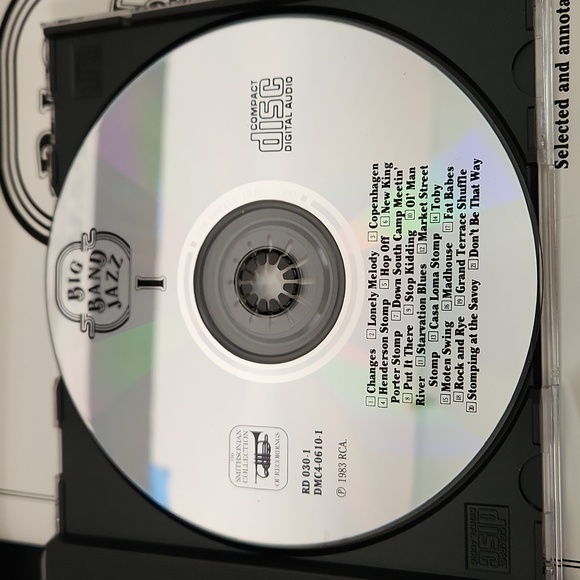 BIG
BAND
JAZZ
I
COMPACT
disc
DIGITAL AUDIO
THE
SMITHSONIAN
COLLECTION
OF RECORDINGS
RD 030-1
DMC4-0610-1
Ⓟ 1983 RCA.
1 Changes 2 Lonely Melody 3 Copenhagen
4 Henderson Stomp 5 Hop Off 6 New King
Porter Stomp 7 Down South Camp Meetin'
8 Put It There 9 Stop Kidding 10 Ol' Man
River 11 Starvation Blues 12 Market Street
Stomp 13 Casa Loma Stomp 14 Toby
15 Moten Swing 16 Madhouse 17 Fat Babes
18 Rock and Rye 19 Grand Terrace Shuffle
20 Stomping at the Savoy 21 Don't Be That Way
COMPACT
disc
DIGITAL AUDIO
Selected and annota